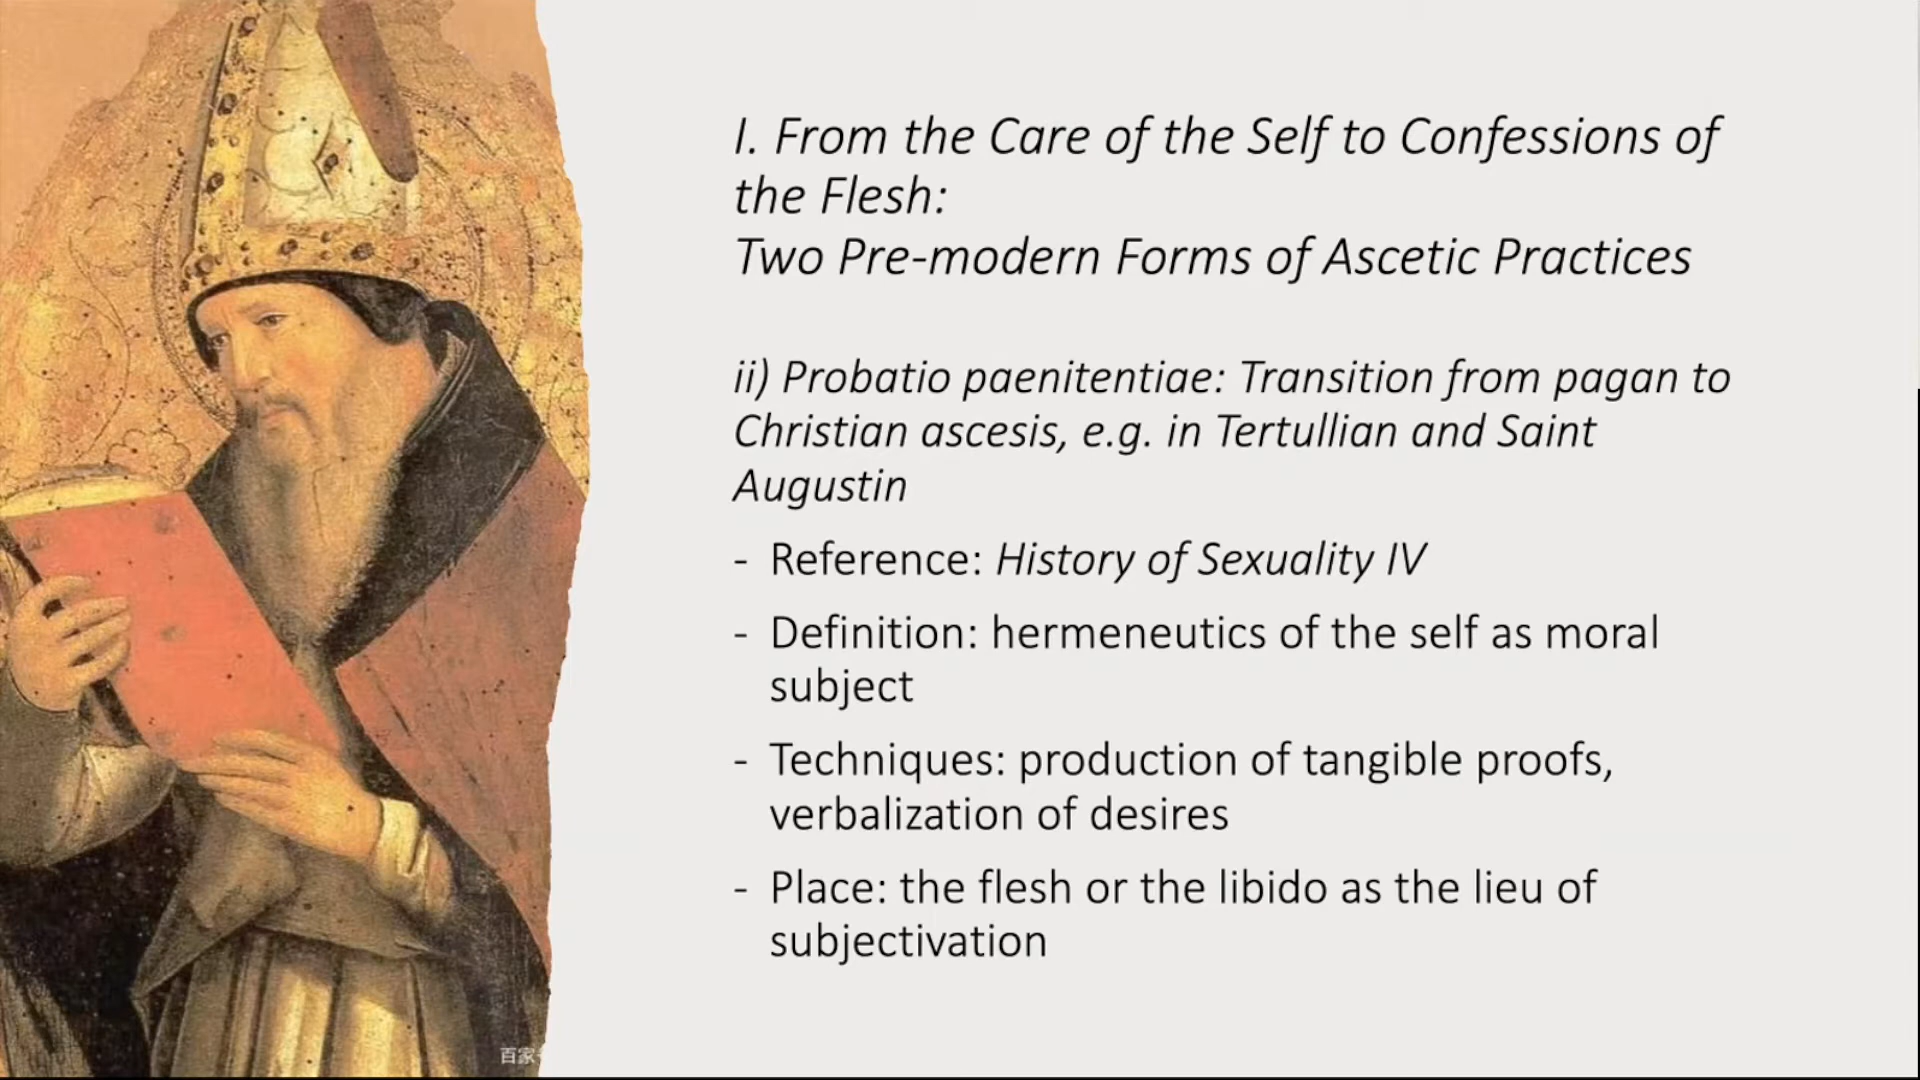 I. From the Care of the Self to Confessions of
the Flesh:
Two Pre-modern Forms of Ascetic Practices
ii) Probatio paenitentiae: Transition from pagan to
Christian ascesis, e.g. in Tertullian and Saint
Augustin
- Reference: History of Sexuality IV
- Definition: hermeneutics of the self as moral
subject
- Techniques: production of tangible proofs,
verbalization of desires
- Place: the flesh or the libido as the lieu of
subjectivation
百家